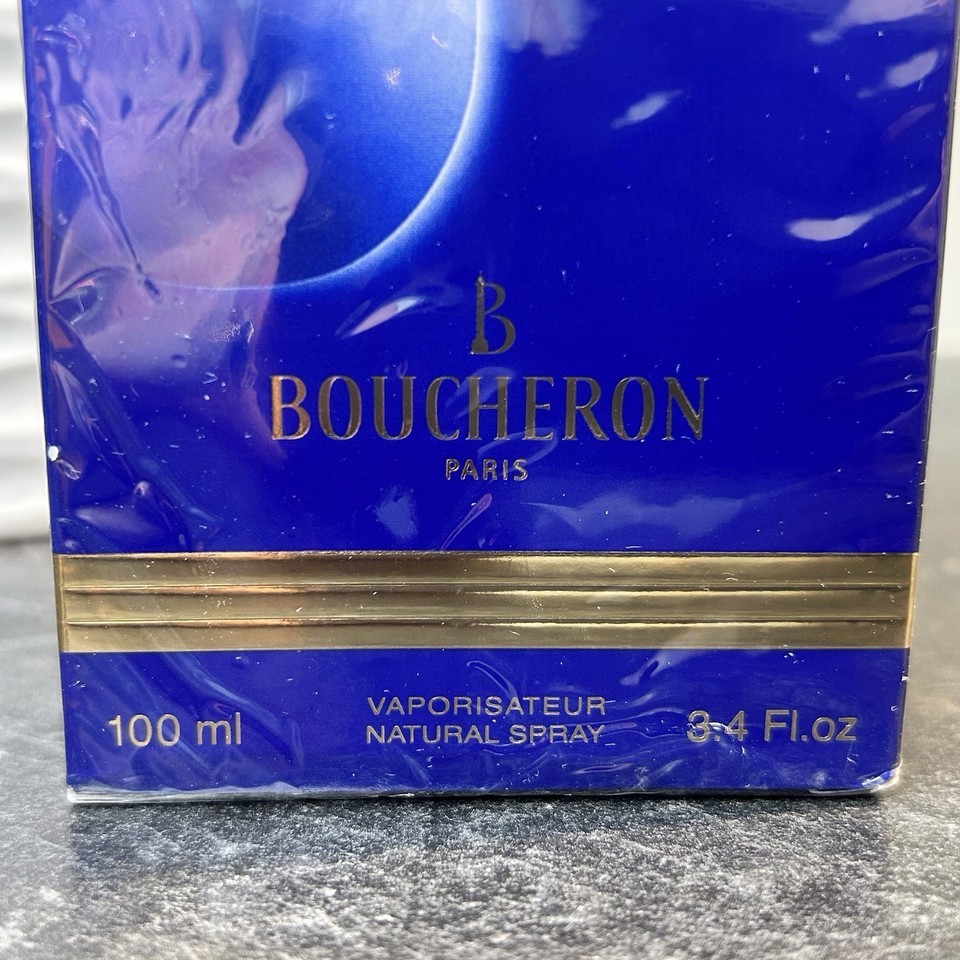 B
BOUCHERON
PARIS
100 ml
VAPORISATEUR
NATURAL SPRAY
3.4 Fl.oz